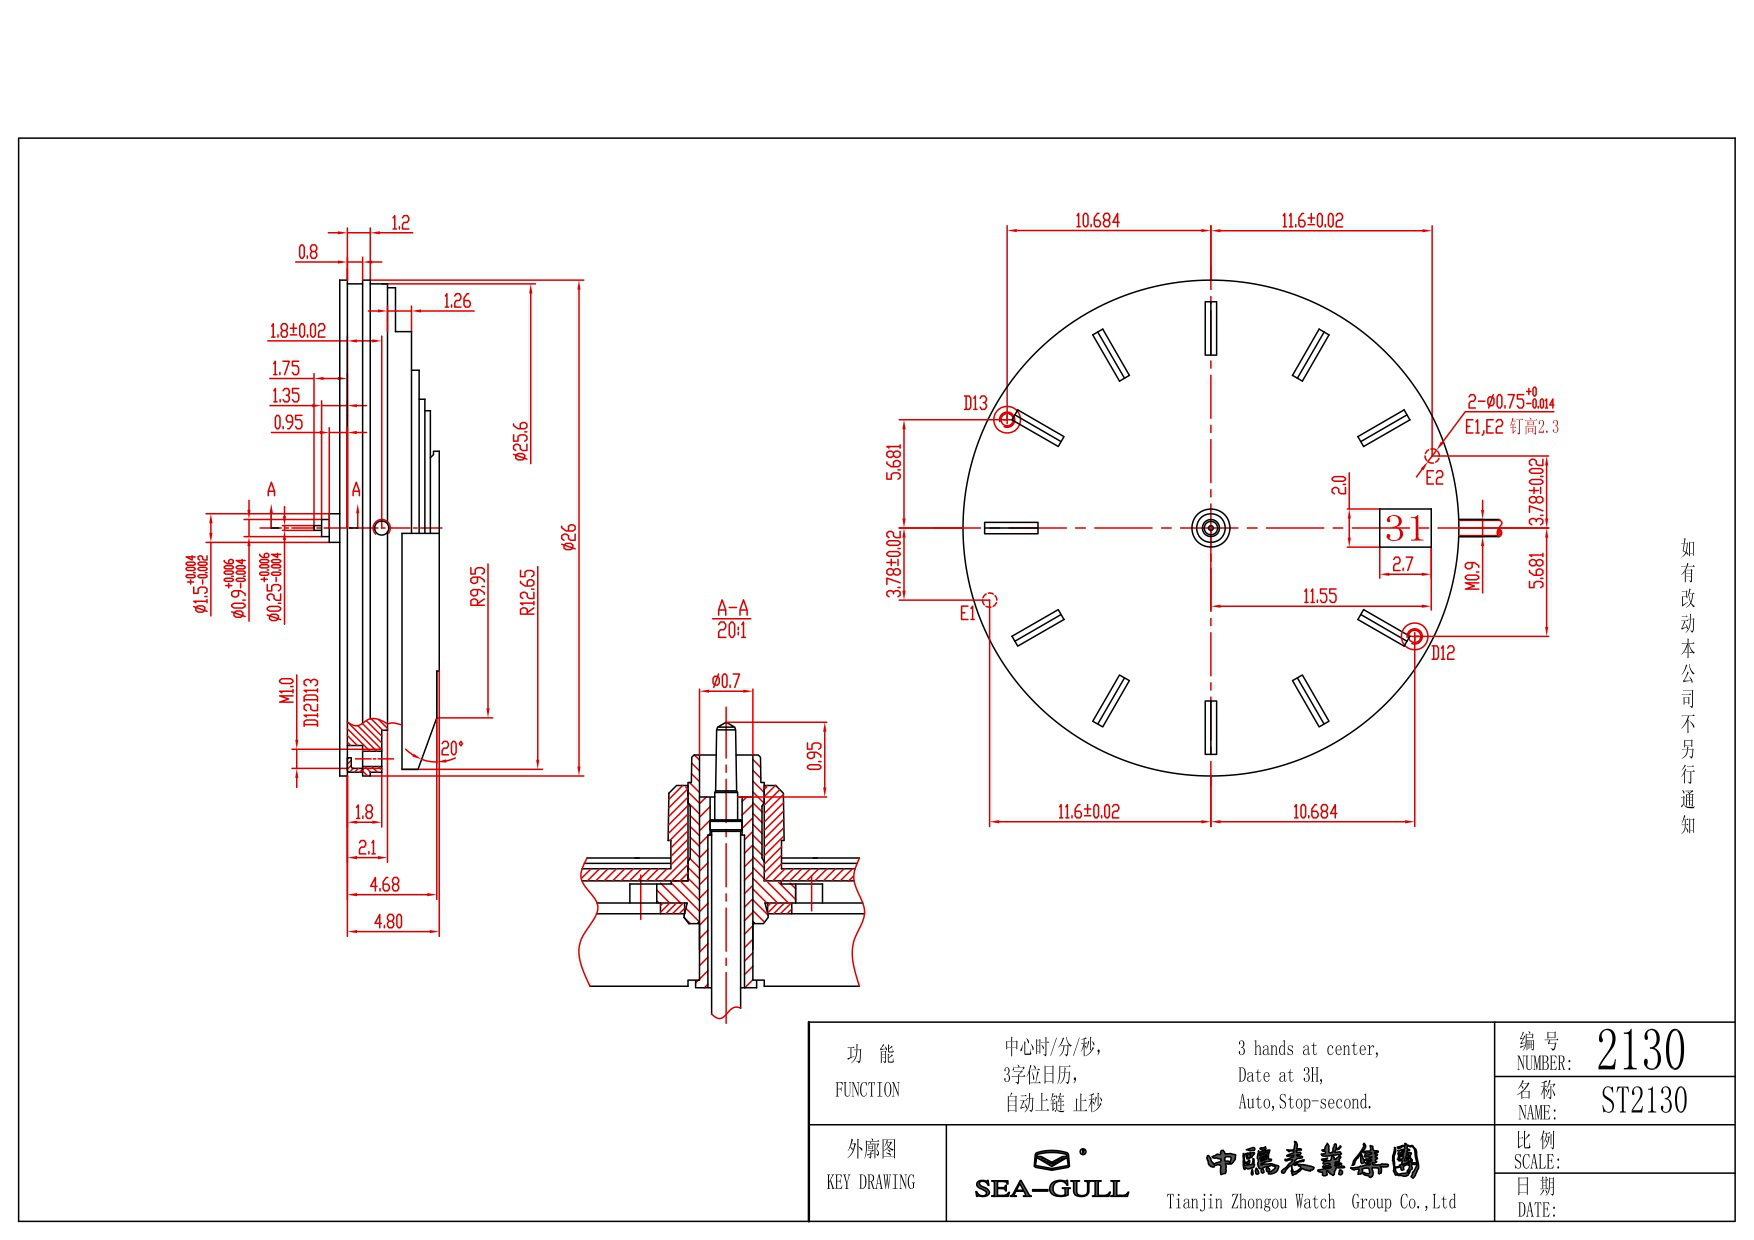 1.2
0.8
1.26
1.8±0.02
1.75
1.35
0.95
A A
ø25.6
ø26
ø1.5+0.004-0.002
ø0.9+0.006-0.004
ø0.25+0.006-0.004
R9.95
R12.65
M1.0
D12D13
20°
1.8
2.1
4.68
4.80
A-A
20:1
ø0.7
0.95
10.684
11.6±0.02
D13
5.681
3.78±0.02
E1
2-ø0.75+0-0.014
E1,E2 钉高2.3
E2
2.0
31
2.7
3.78±0.02
M0.9
5.681
11.55
D12
11.6±0.02
10.684
如有改动本公司不另行通知
功 能
FUNCTION
中心时/分/秒,
3字位日历,
自动上链 止秒
3 hands at center,
Date at 3H,
Auto,Stop-second.
编 号
NUMBER:
2130
名 称
NAME:
ST2130
外廓图
KEY DRAWING
SEA-GULL
中鸥表业集團
Tianjin Zhongou Watch Group Co.,Ltd
比 例
SCALE:
日 期
DATE: